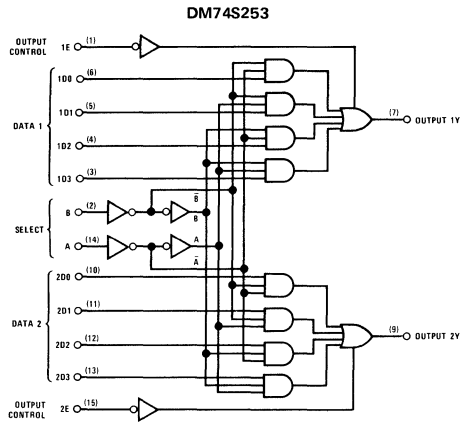 DM74S253
OUTPUT CONTROL 1E (1)
1D0 (6)
1D1 (5)
DATA 1
1D2 (4)
1D3 (3)
(7) OUTPUT 1Y
B̅
B (2) B
SELECT
A (14) A
A̅
2D0 (10)
2D1 (11)
DATA 2
2D2 (12)
2D3 (13)
(9) OUTPUT 2Y
OUTPUT CONTROL 2E (15)